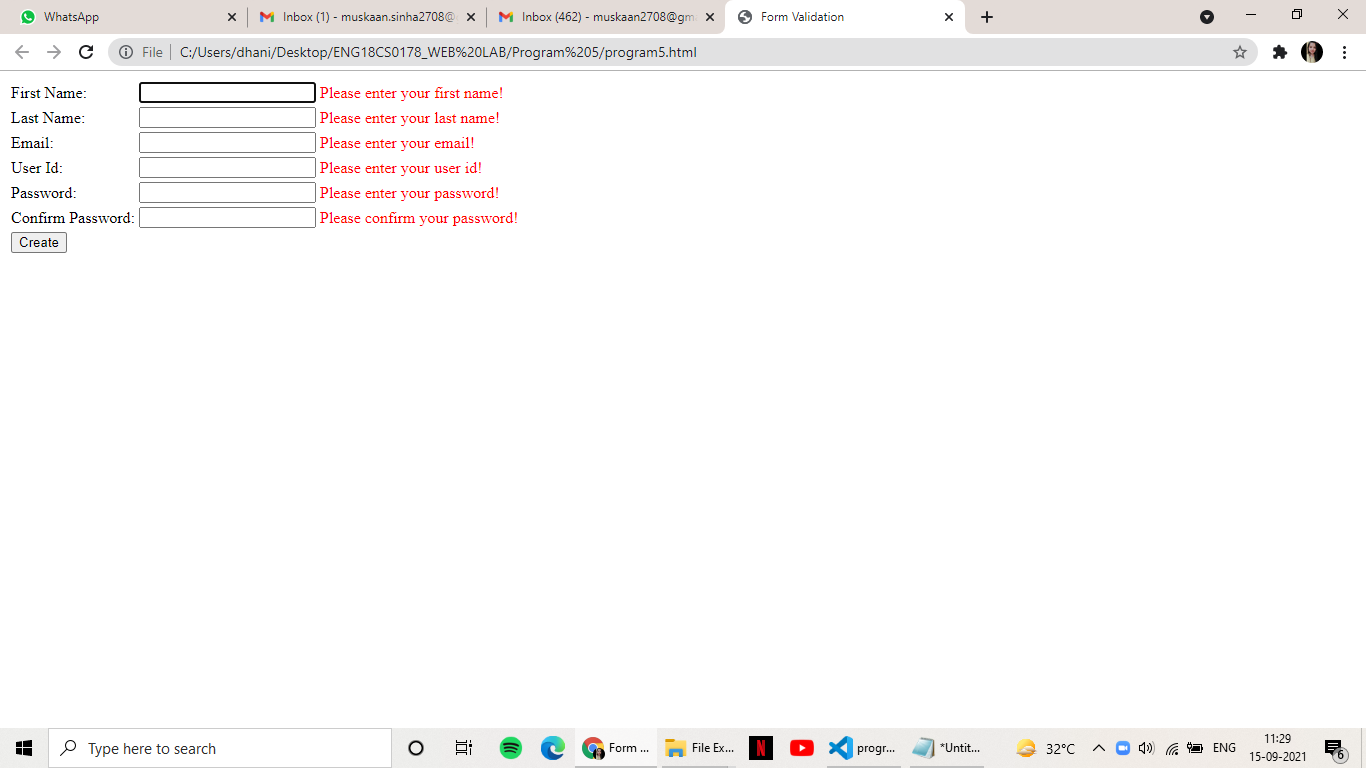 WhatsApp
Inbox (1) - muskaan.sinha2708@
Inbox (462) - muskaan2708@gm
Form Validation
File
C:/Users/dhani/Desktop/ENG18CS0178_WEB%20LAB/Program%205/program5.html
First Name: Please enter your first name!
Last Name: Please enter your last name!
Email: Please enter your email!
User Id: Please enter your user id!
Password: Please enter your password!
Confirm Password: Please confirm your password!
Create
Type here to search
Form ...
File Ex...
N
progr...
*Untit...
32°C
ENG
11:29
15-09-2021
6